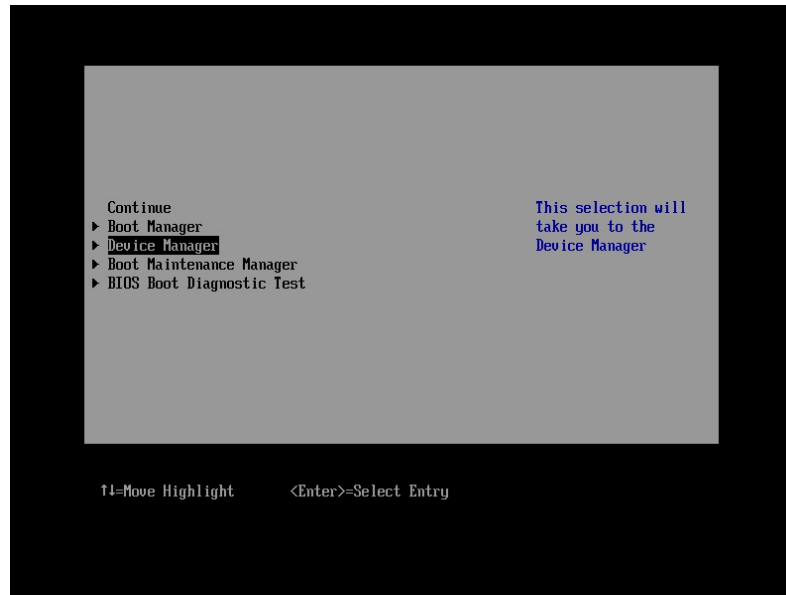 Continue
▶ Boot Manager
▶ Device Manager
▶ Boot Maintenance Manager
▶ BIOS Boot Diagnostic Test
This selection will
take you to the
Device Manager
↑↓=Move Highlight <Enter>=Select Entry